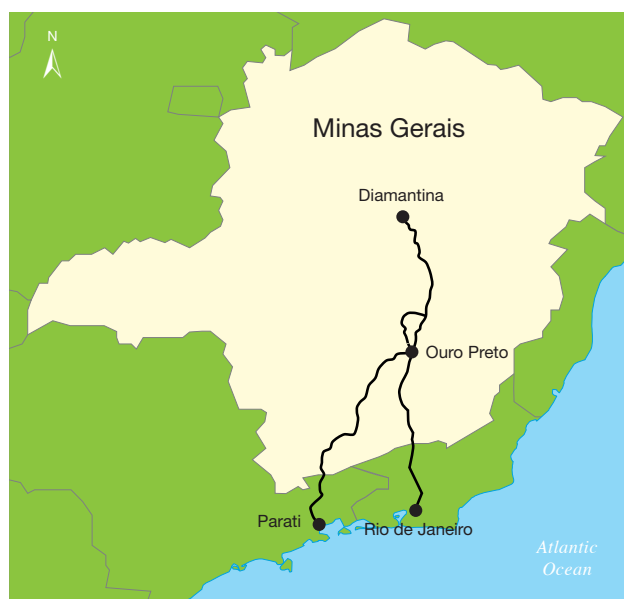 N
Minas Gerais
Diamantina
Ouro Preto
Parati
Rio de Janeiro
Atlantic
Ocean